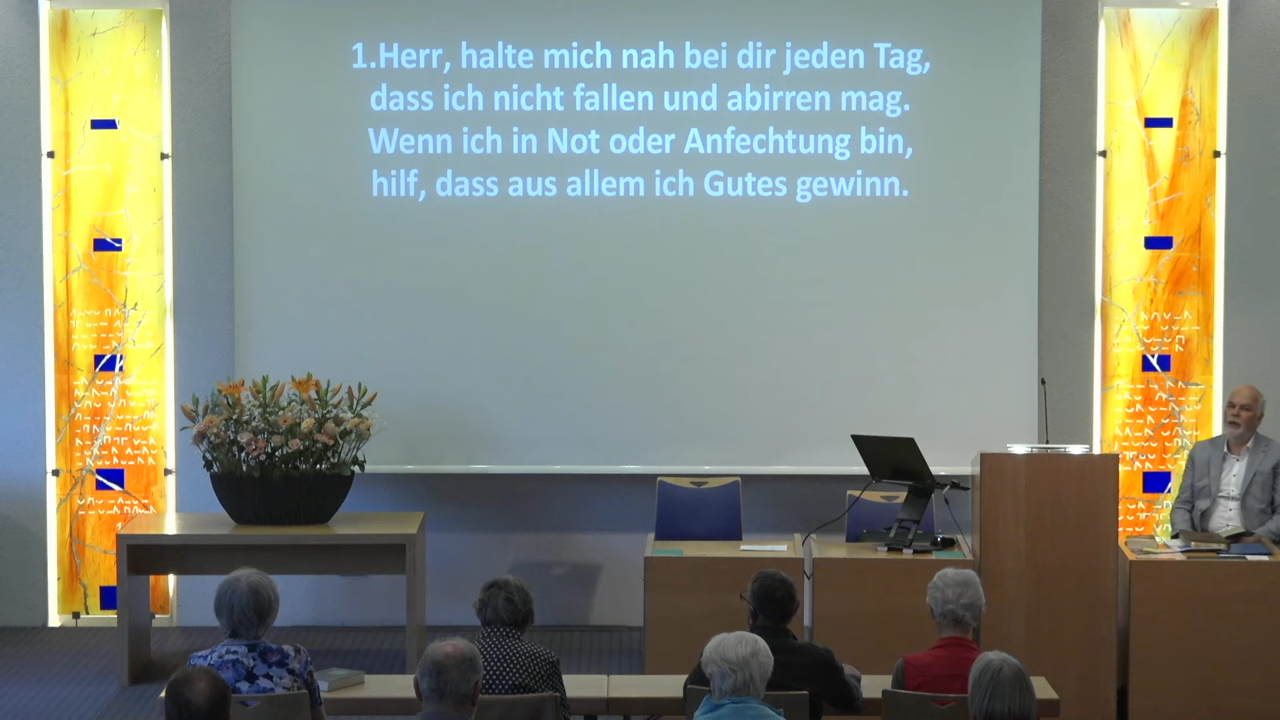 1.Herr, halte mich nah bei dir jeden Tag,
dass ich nicht fallen und abirren mag.
Wenn ich in Not oder Anfechtung bin,
hilf, dass aus allem ich Gutes gewinn.